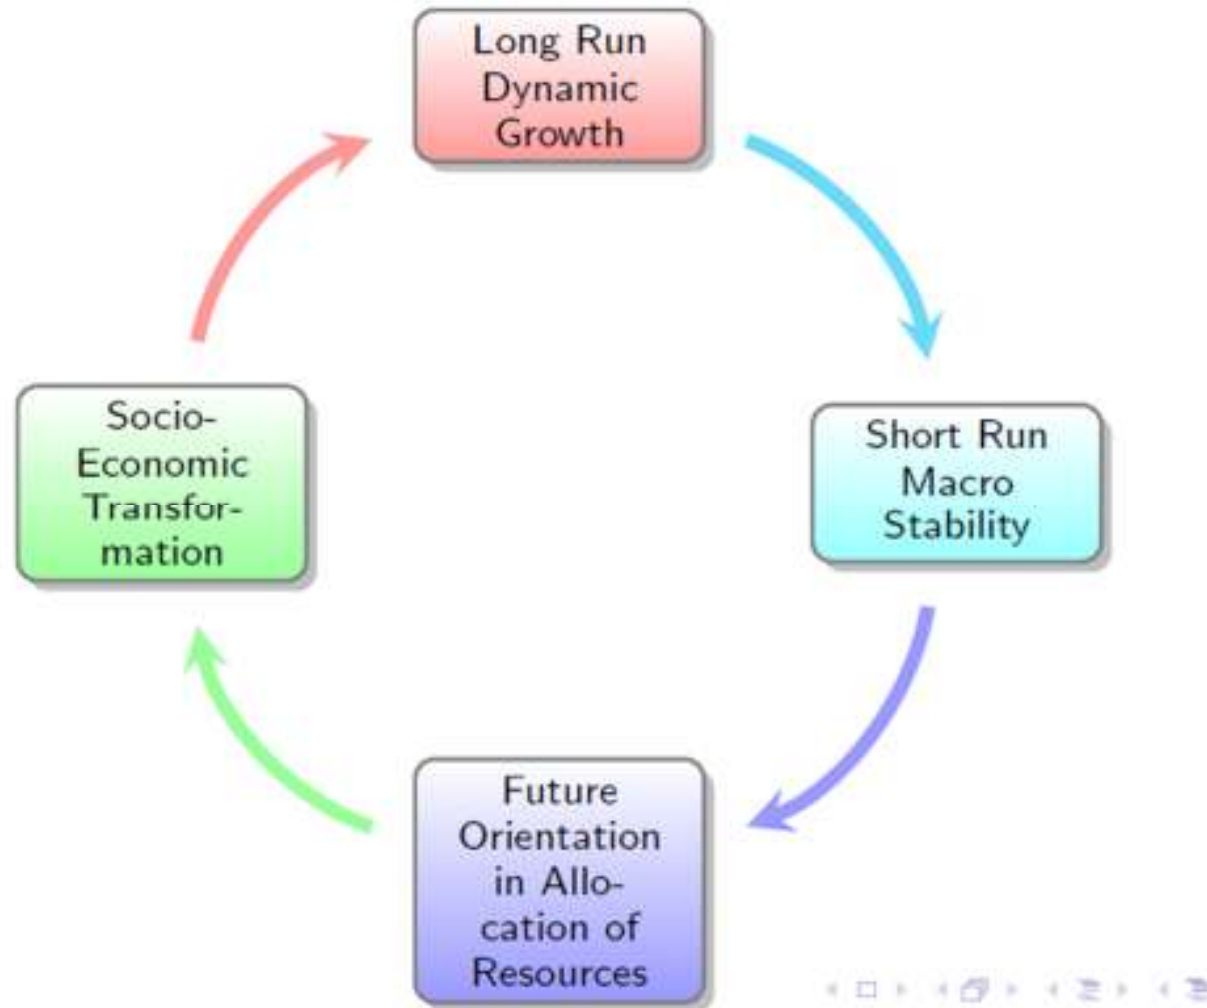 Long Run
Dynamic
Growth
Socio-
Economic
Transfor-
mation
Short Run
Macro
Stability
Future
Orientation
in Allo-
cation of
Resources